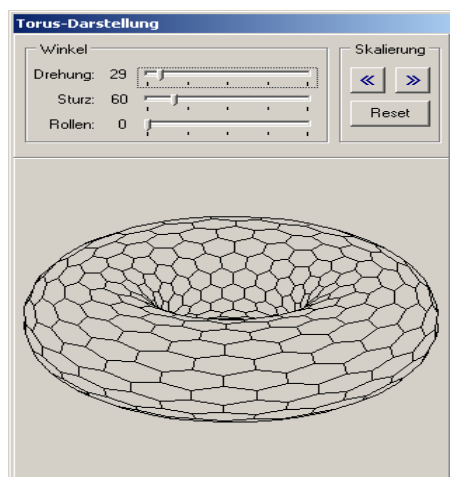 Torus-Darstellung
Winkel
Drehung: 29
Sturz: 60
Rollen: 0
Skalierung
Reset